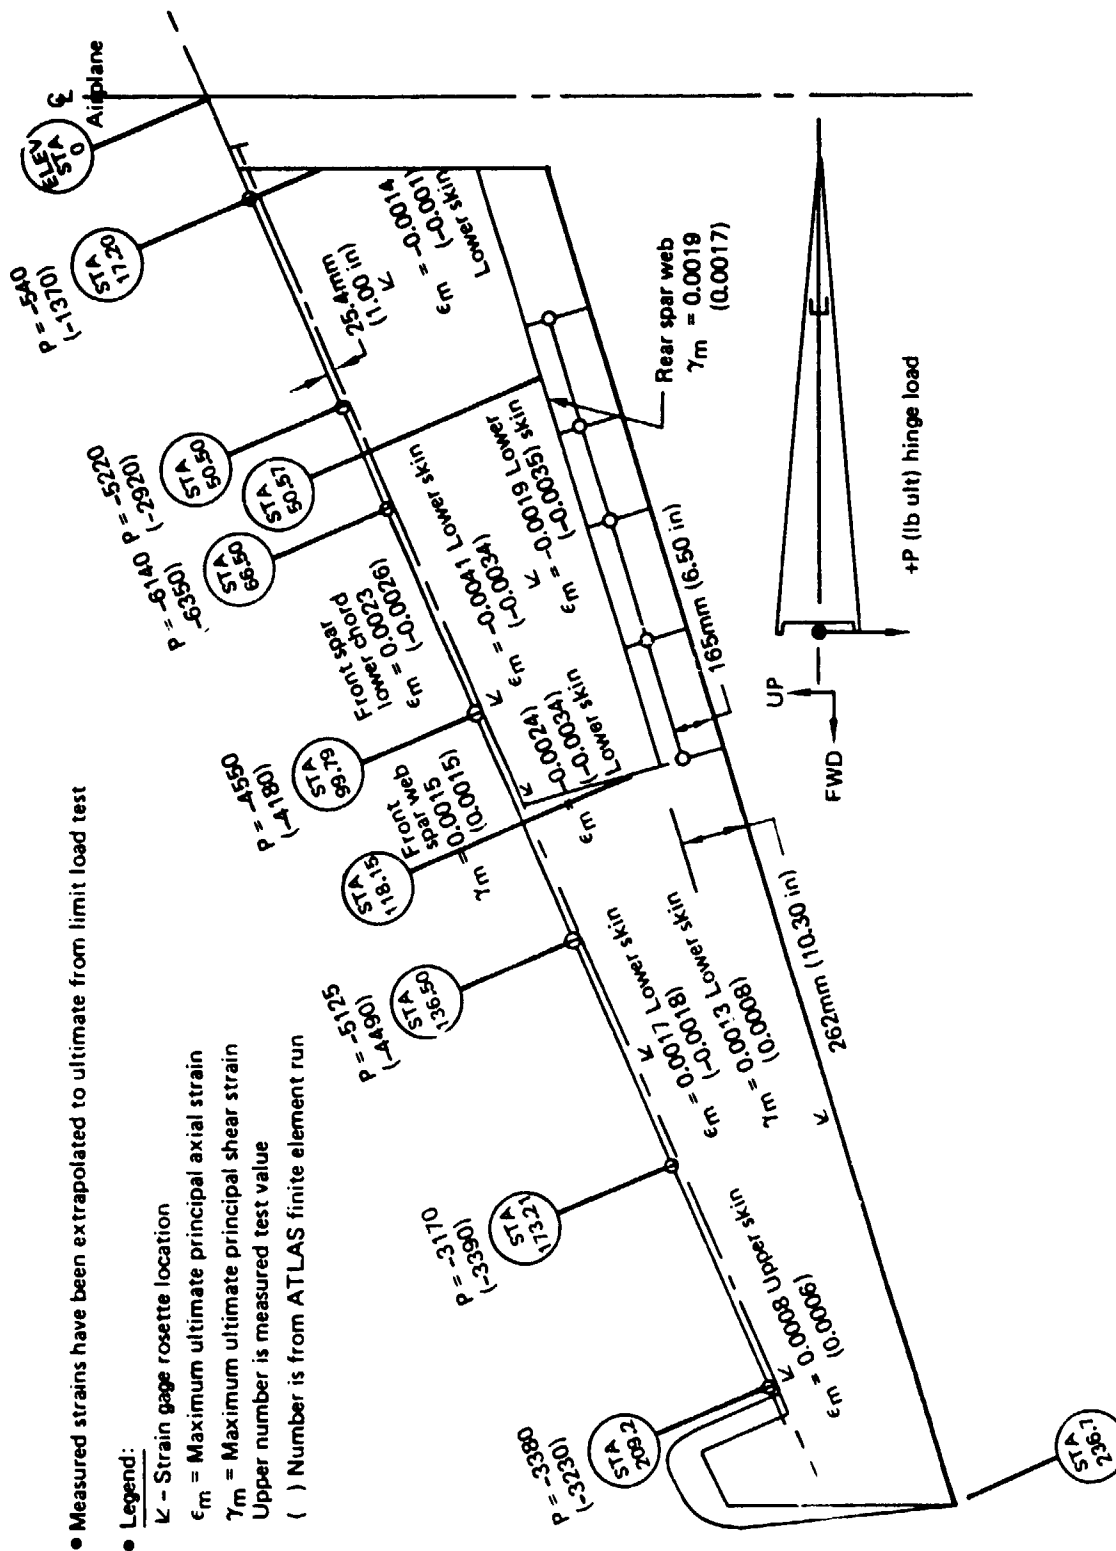 ● Measured strains have been extrapolated to ultimate from limit load test
● Legend:
K - Strain gage rosette location
ϵm = Maximum ultimate principal axial strain
γm = Maximum ultimate principal shear strain
Upper number is measured test value
( ) Number is from ATLAS finite element run
P = -3380
(-3230)
STA
209.2
P = -3170
(-3390)
STA
173.21
P = -5125
(-4490)
STA
136.50
STA
118.15
P = -4550
(-4180)
STA
99.79
P = -6140
-6350)
STA
66.50
P = -5220
(-2920)
STA
50.50
STA
50.57
P = -540
(-1370)
STA
17.20
ELEV
STA
0
℄
Airplane
STA
236.7
Front
spar web
γm = 0.0015
(0.0015)
Front spar
lower chord
ϵm = 0.0023
(-0.0026)
25.4mm
(1.00 in)
K
ϵm = -0.0014
(-0.001)
Lower skin
K
ϵm = -0.0041 Lower skin
(-0.0034)
K
ϵm = -0.0019 Lower
(-0.0035) skin
K
ϵm = -0.0024)
(-0.0034)
Lower skin
Rear spar web
γm = 0.0019
(0.0017)
K
ϵm = 0.0017 Lower skin
(-0.0018)
γm = 0.0013 Lower skin
(0.0008)
K
K
ϵm = 0.0008 Upper skin
(0.0006)
165mm (6.50 in)
262mm (10.30 in)
UP
FWD
+P (lb ult) hinge load